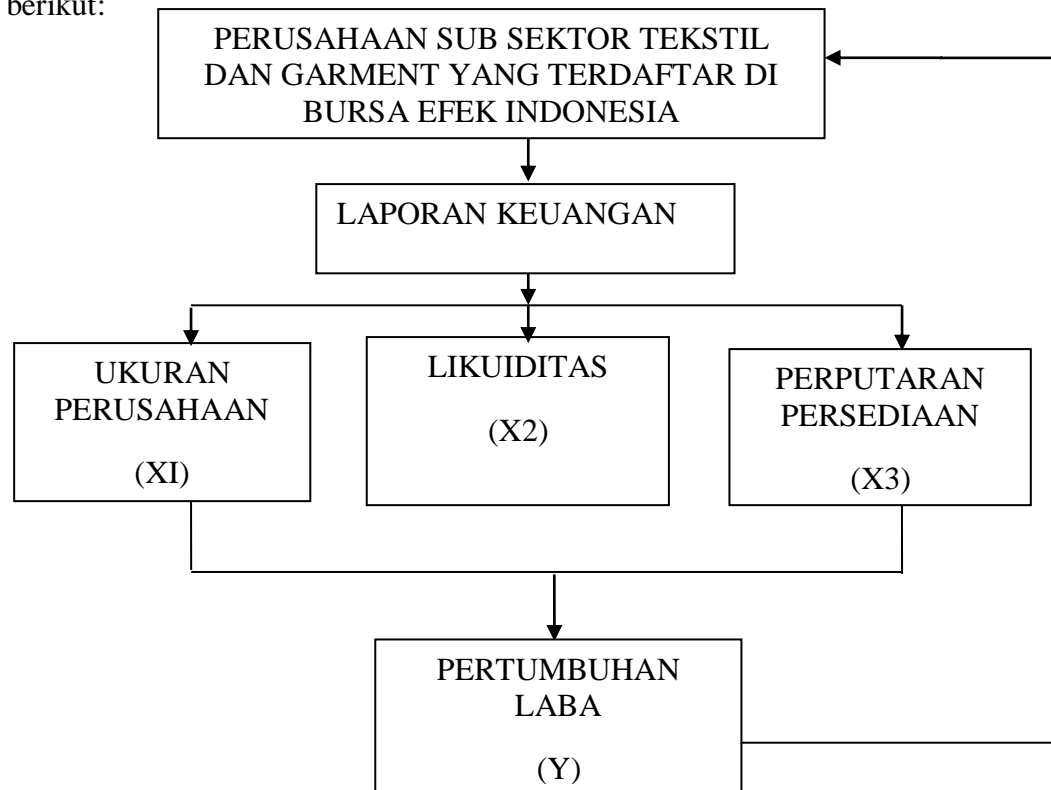 berikut:
PERUSAHAAN SUB SEKTOR TEKSTIL
DAN GARMENT YANG TERDAFTAR DI
BURSA EFEK INDONESIA
LAPORAN KEUANGAN
UKURAN
PERUSAHAAN
(XI)
LIKUIDITAS
(X2)
PERPUTARAN
PERSEDIAAN
(X3)
PERTUMBUHAN
LABA
(Y)